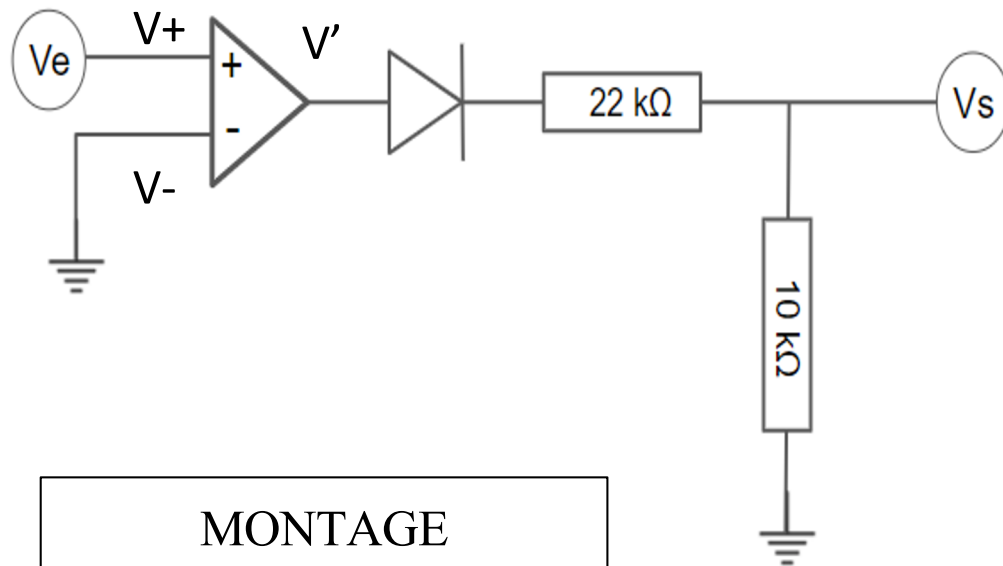 V+
V'
Ve
+
22 kΩ
Vs
-
V-
10 kΩ
MONTAGE